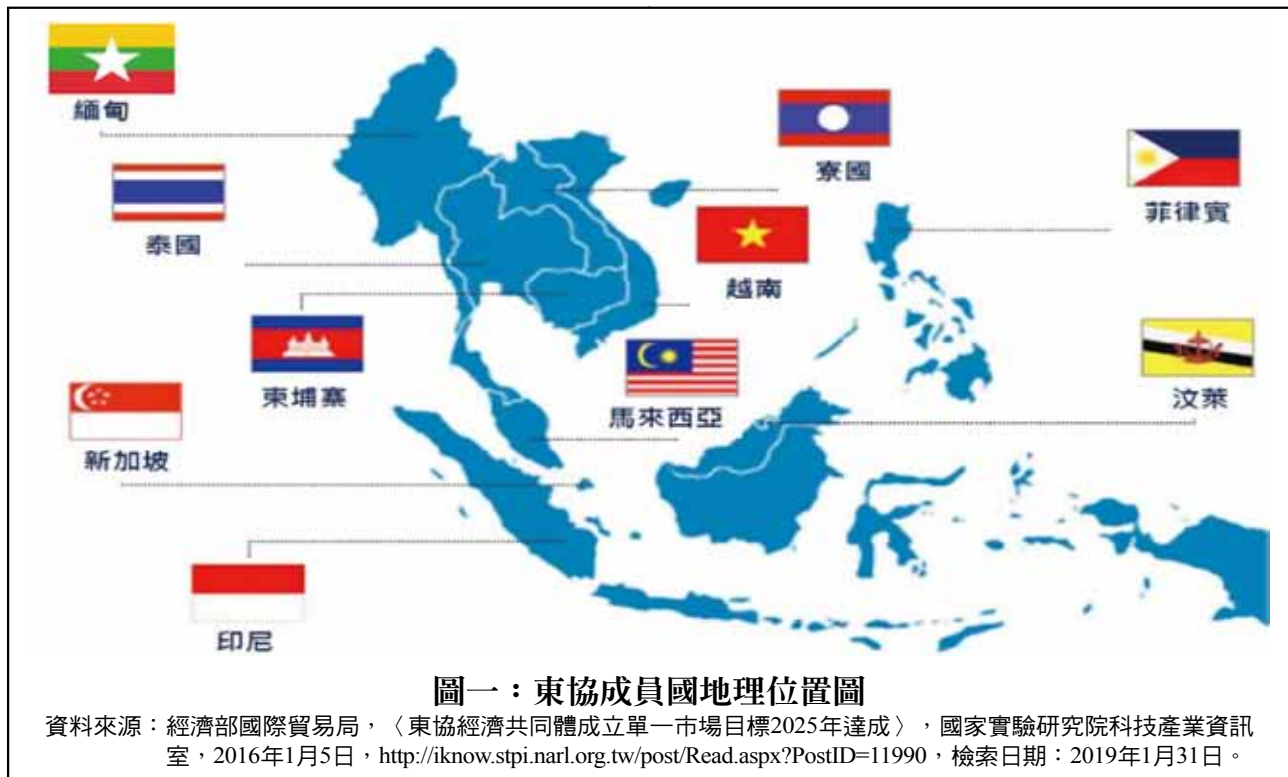 緬甸
寮國
菲律賓
泰國
越南
柬埔寨
馬來西亞
汶萊
新加坡
印尼
圖一：東協成員國地理位置圖
資料來源：經濟部國際貿易局，〈東協經濟共同體成立單一市場目標2025年達成〉，國家實驗研究院科技產業資訊
室，2016年1月5日，http://iknow.stpi.narl.org.tw/post/Read.aspx?PostID=11990，檢索日期：2019年1月31日。